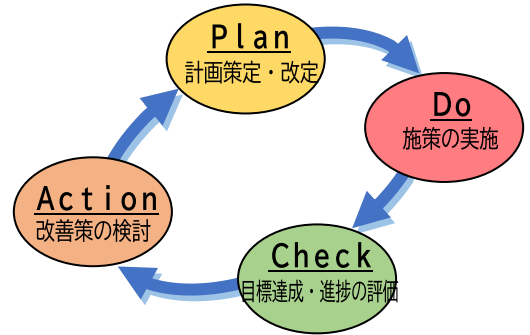 Plan
計画策定・改定
Do
施策の実施
Check
目標達成・進捗の評価
Action
改善策の検討